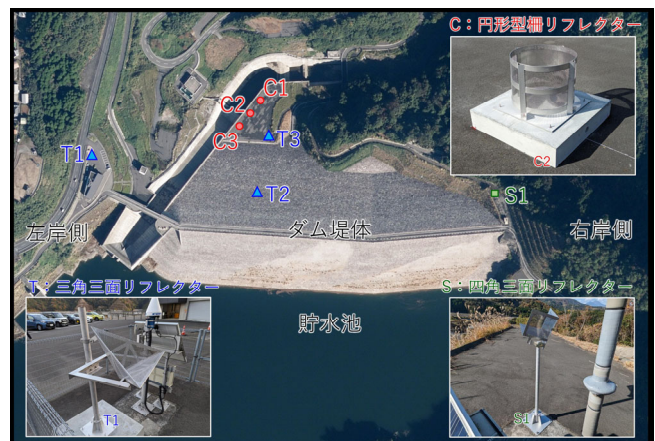 C：円形型柵リフレクター
C1
C2
C3
T3
T1
C2
T2
S1
左岸側
ダム堤体
右岸側
T：三角三面リフレクター
S：四角三面リフレクター
貯水池
T1
S1